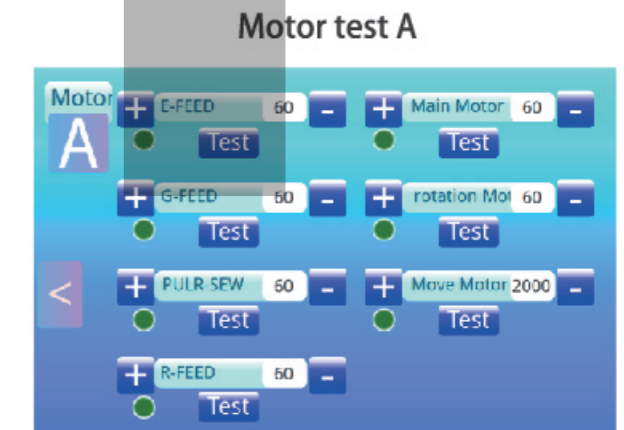 Motor test A
Motor
A
+ E-FEED 60 -
Test
+ Main Motor 60 -
Test
+ G-FEED 60 -
Test
+ rotation Mot 60 -
Test
<
+ PULR-SEW 60 -
Test
+ Move Motor 2000 -
Test
+ R-FEED 60 -
Test